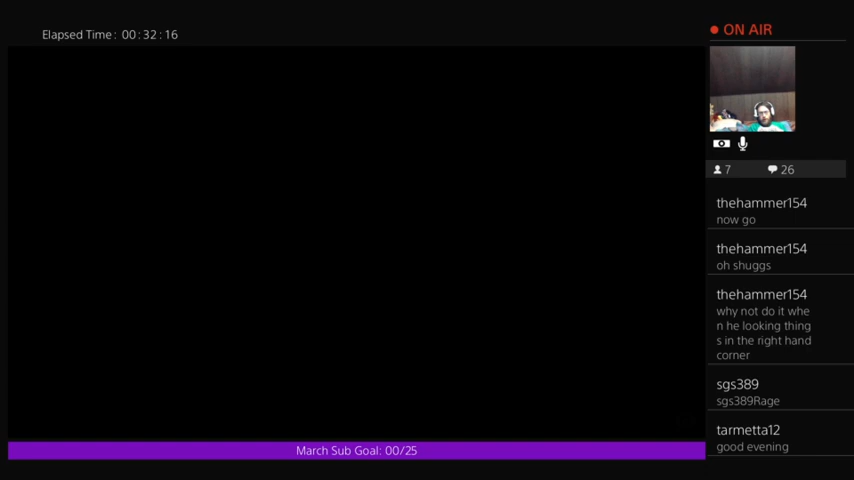 Elapsed Time: 00:32:16
ON AIR
7 26
thehammer154
now go
thehammer154
oh shuggs
thehammer154
why not do it whe
n he looking thing
s in the right hand
corner
sgs389
sgs389Rage
tarmetta12
good evening
March Sub Goal: 00/25